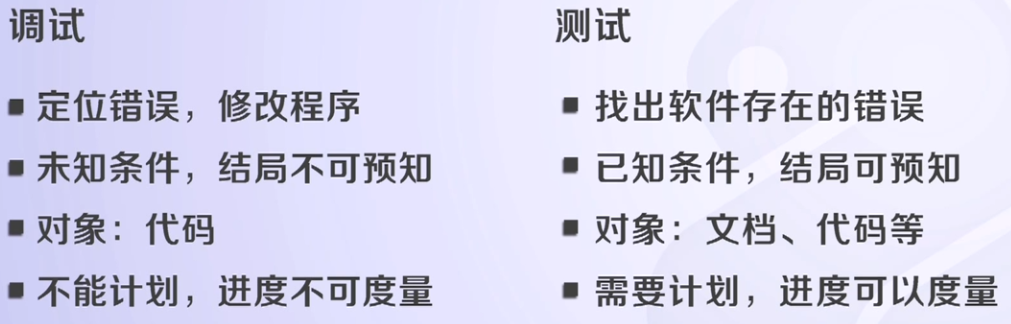 调试
定位错误，修改程序
未知条件，结局不可预知
对象：代码
不能计划，进度不可度量
测试
找出软件存在的错误
已知条件，结局可预知
对象：文档、代码等
需要计划，进度可以度量